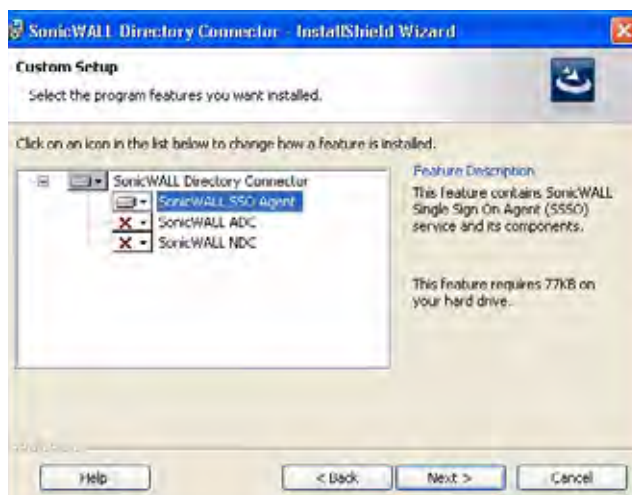 SonicWALL Directory Connector - InstallShield Wizard
Custom Setup
Select the program features you want installed.
Click on an icon in the list below to change how a feature is installed.
SonicWALL Directory Connector
SonicWALL SSO Agent
SonicWALL ADC
SonicWALL NDC
Feature Description
This feature contains SonicWALL
Single Sign On Agent (SSSO)
service and its components.
This feature requires 77KB on
your hard drive.
Help
< Back
Next >
Cancel